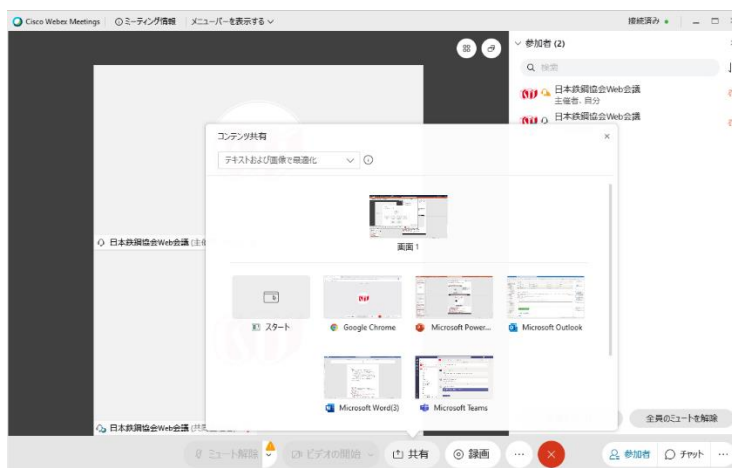 Cisco Webex Meetings
ミーティング情報
メニューバーを表示する
接続済み
参加者 (2)
検索
日本鉄鋼協会Web会議
主催者、自分
日本鉄鋼協会Web会議
コンテンツ共有
テキストおよび画像で最適化
画面 1
日本鉄鋼協会Web会議
スタート
Google Chrome
Microsoft Power...
Microsoft Outlook
Microsoft Word(3)
Microsoft Teams
日本鉄鋼協会Web会議
全員のミュートを解除
ミュート解除
ビデオの開始
共有
録画
参加者
チャット